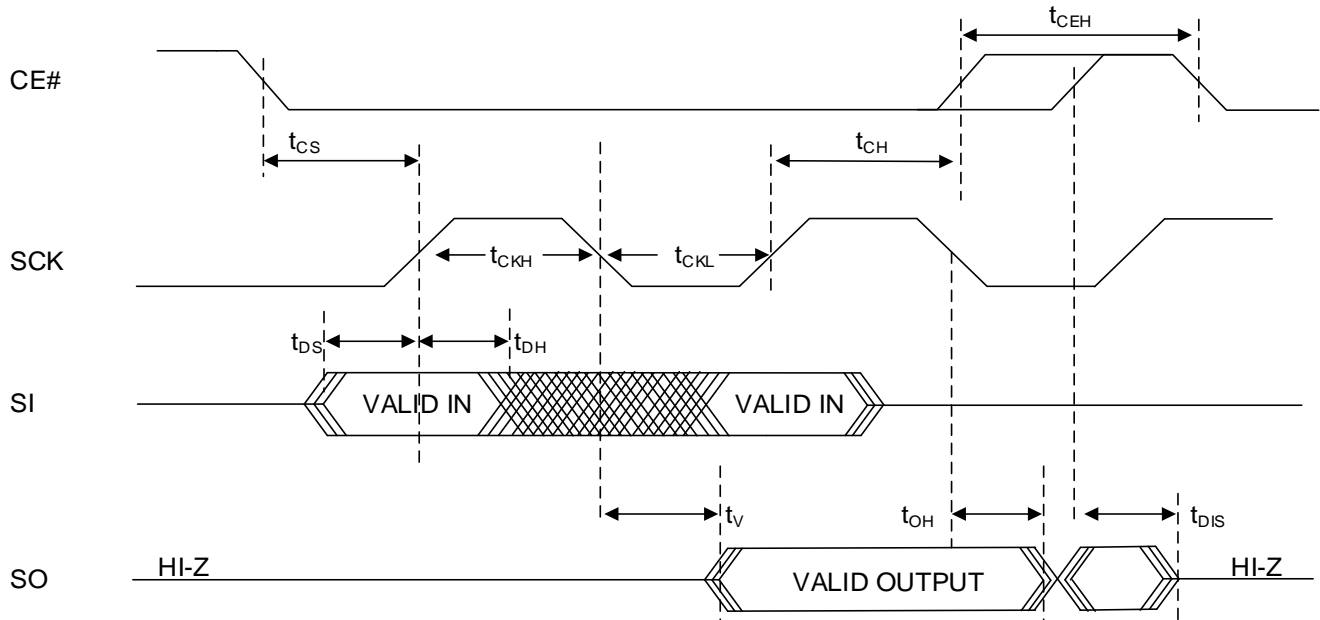 tCEH
CE#
tCS
tCH
SCK
tCKH
tCKL
tDS
tDH
SI
VALID IN
VALID IN
tV
tOH
tDIS
SO
HI-Z
VALID OUTPUT
HI-Z